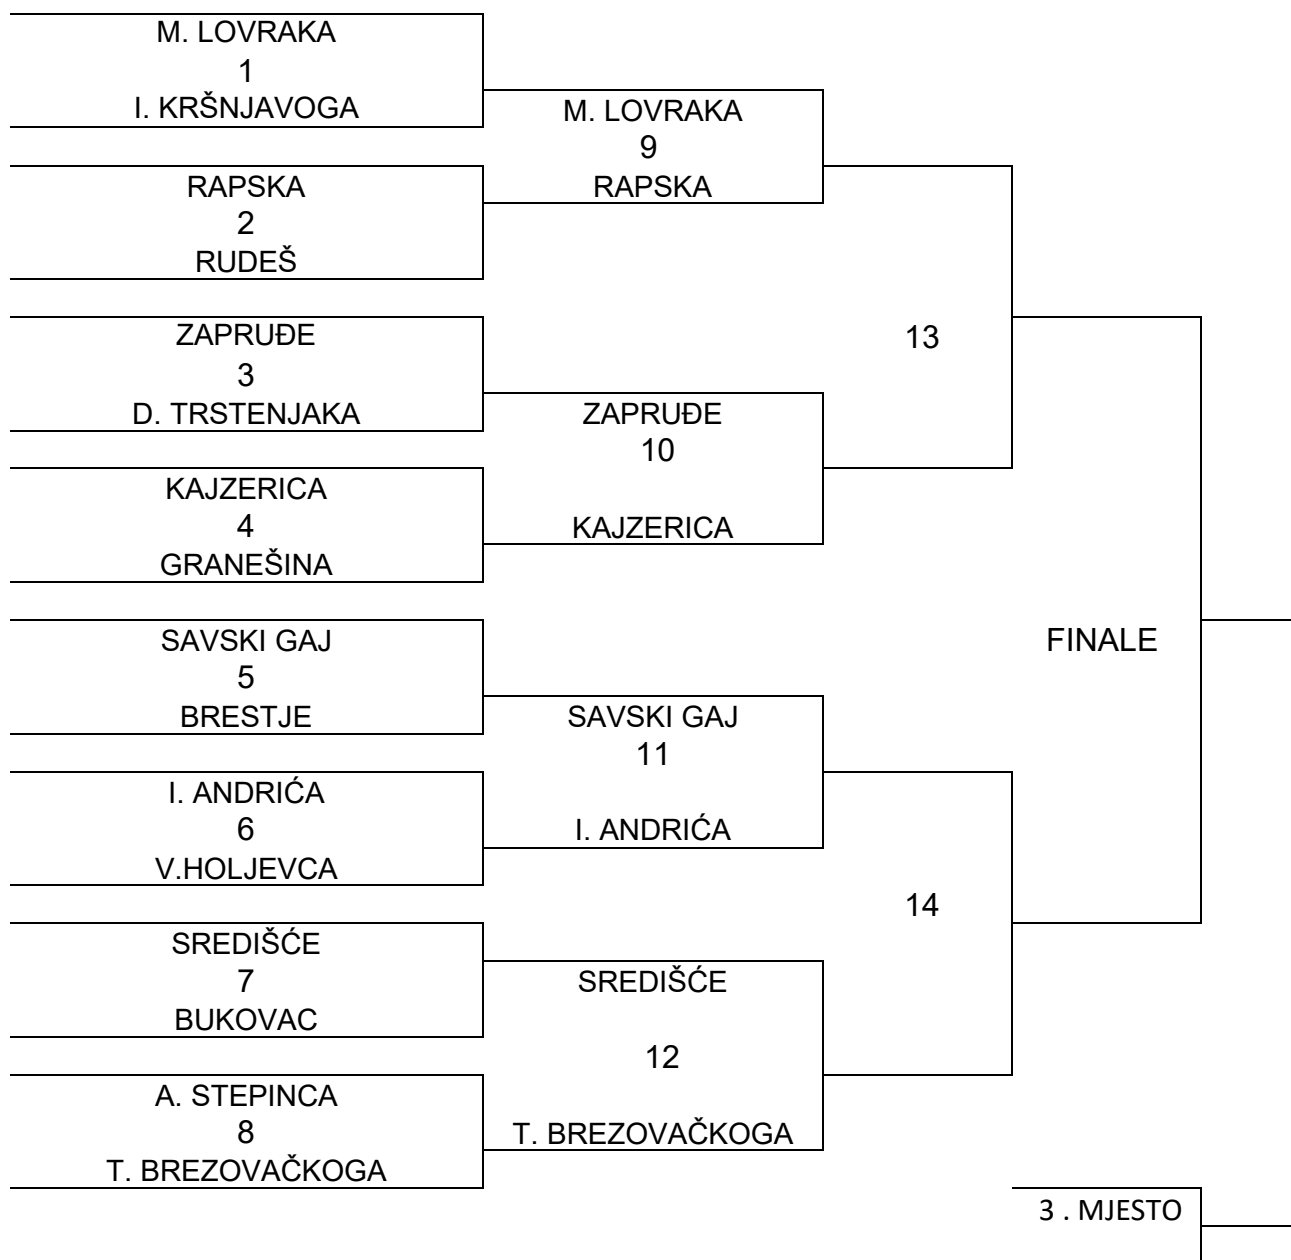 M. LOVRAKA
1
I. KRŠNJAVOGA
RAPSKA
2
RUDEŠ
ZAPRUĐE
3
D. TRSTENJAKA
KAJZERICA
4
GRANEŠINA
SAVSKI GAJ
5
BRESTJE
I. ANDRIĆA
6
V.HOLJEVCA
SREDIŠĆE
7
BUKOVAC
A. STEPINCA
8
T. BREZOVAČKOGA
M. LOVRAKA
9
RAPSKA
ZAPRUĐE
10
KAJZERICA
SAVSKI GAJ
11
I. ANDRIĆA
SREDIŠĆE
12
T. BREZOVAČKOGA
13
14
FINALE
3 . MJESTO